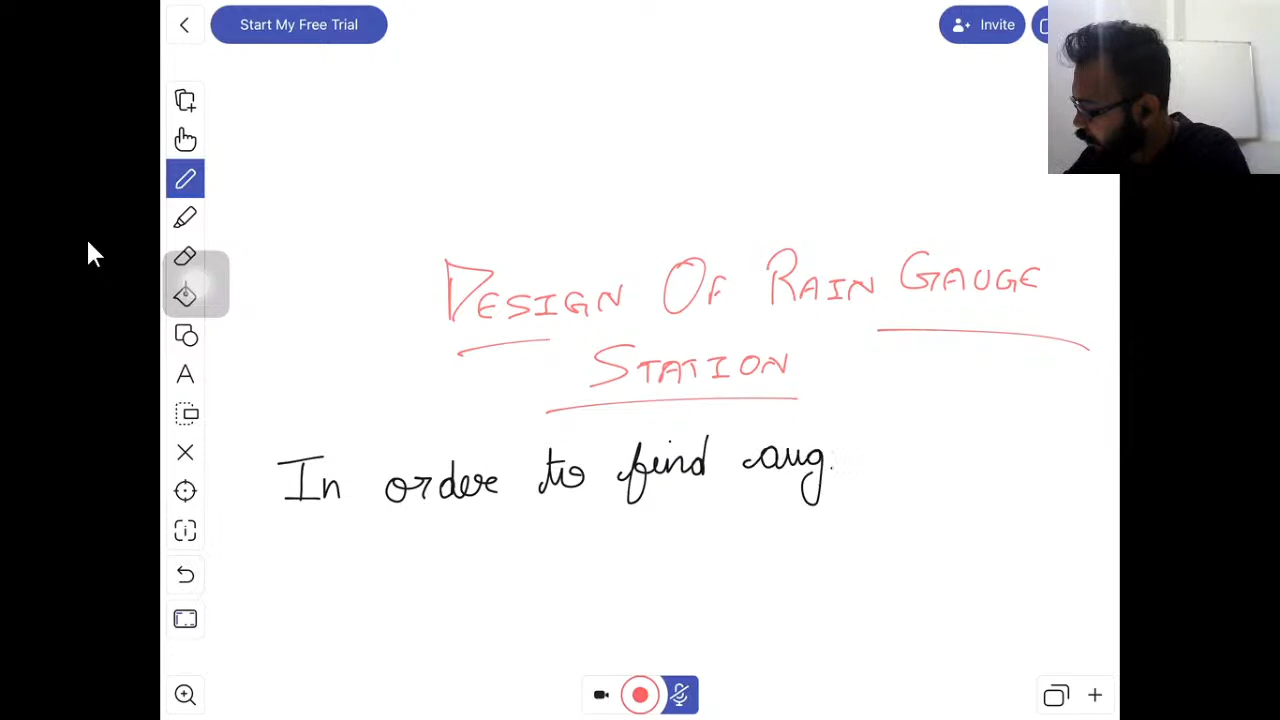 Start My Free Trial
Invite
DESIGN OF RAIN GAUGE
STATION
In order to find avg.